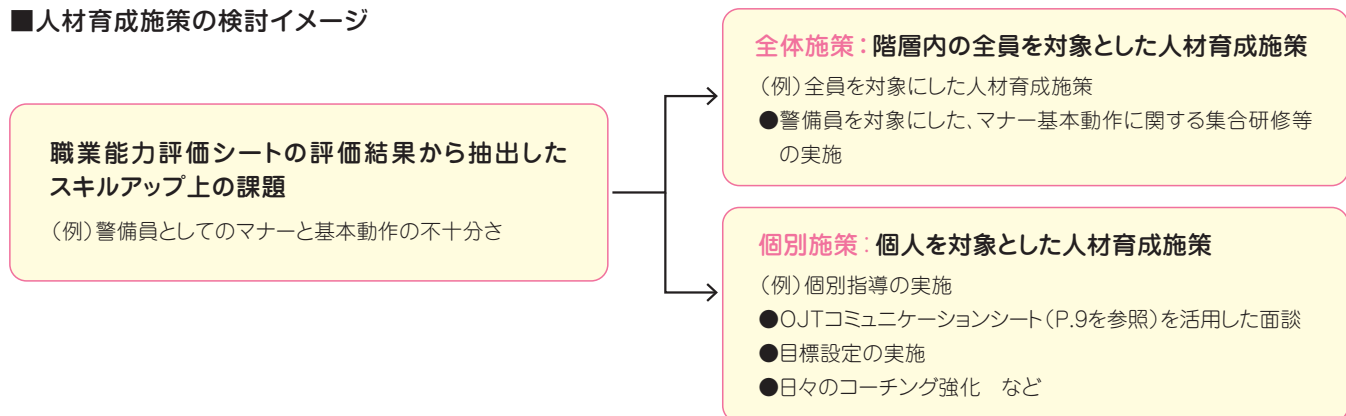 ■人材育成施策の検討イメージ
職業能力評価シートの評価結果から抽出した
スキルアップ上の課題
（例）警備員としてのマナーと基本動作の不十分さ
全体施策：階層内の全員を対象とした人材育成施策
（例）全員を対象にした人材育成施策
●警備員を対象にした、マナー基本動作に関する集合研修等
の実施
個別施策：個人を対象とした人材育成施策
（例）個別指導の実施
●OJTコミュニケーションシート（P.9を参照）を活用した面談
●目標設定の実施
●日々のコーチング強化　など